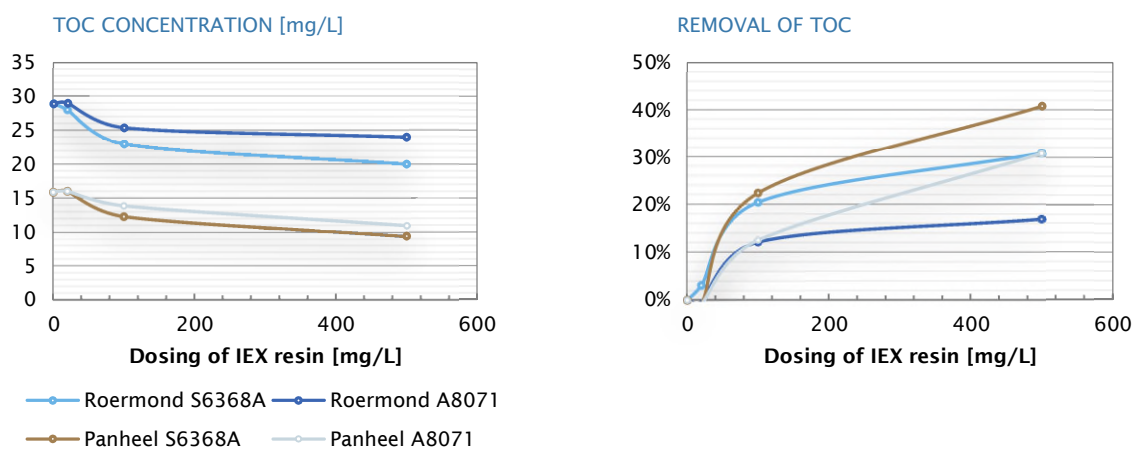 TOC CONCENTRATION [mg/L]
35
30
25
20
15
10
5
0
0 200 400 600
Dosing of IEX resin [mg/L]
Roermond S6368A Roermond A8071
Panheel S6368A Panheel A8071
REMOVAL OF TOC
50%
40%
30%
20%
10%
0%
0 200 400 600
Dosing of IEX resin [mg/L]